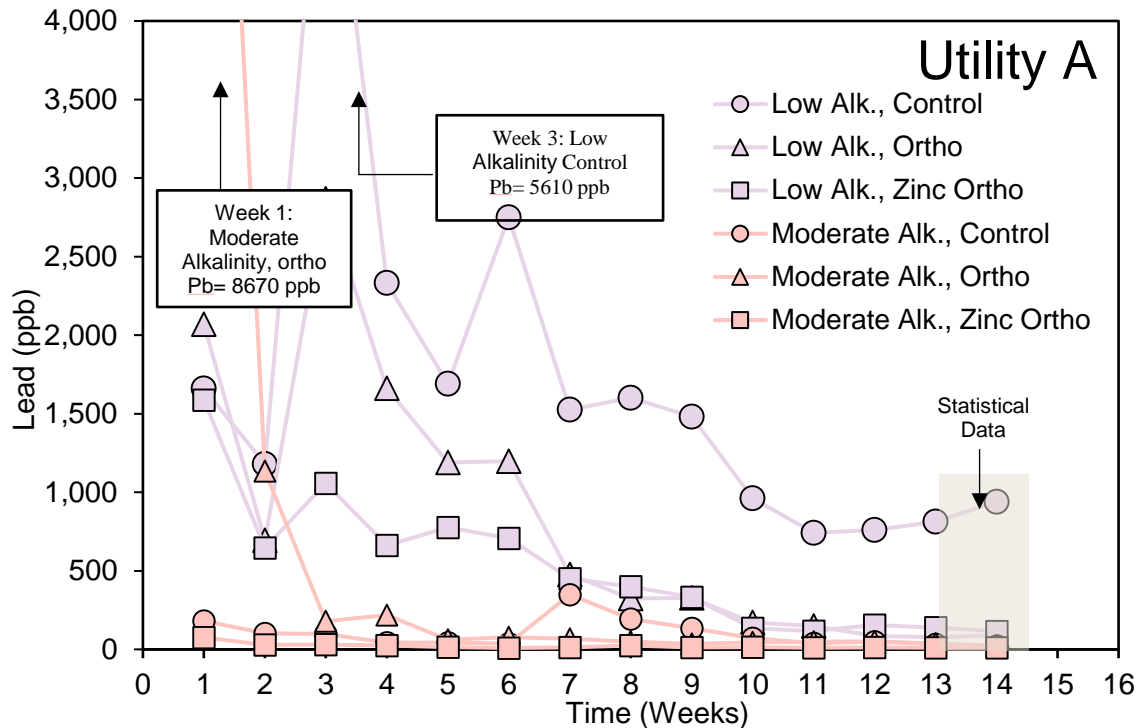 Utility A
4,000
3,500
3,000
2,500
2,000
1,500
1,000
500
0
Lead (ppb)
0 1 2 3 4 5 6 7 8 9 10 11 12 13 14 15 16
Time (Weeks)
Low Alk., Control
Low Alk., Ortho
Low Alk., Zinc Ortho
Moderate Alk., Control
Moderate Alk., Ortho
Moderate Alk., Zinc Ortho
Week 3: Low
Alkalinity Control
Pb= 5610 ppb
Week 1:
Moderate
Alkalinity, ortho
Pb= 8670 ppb
Statistical
Data